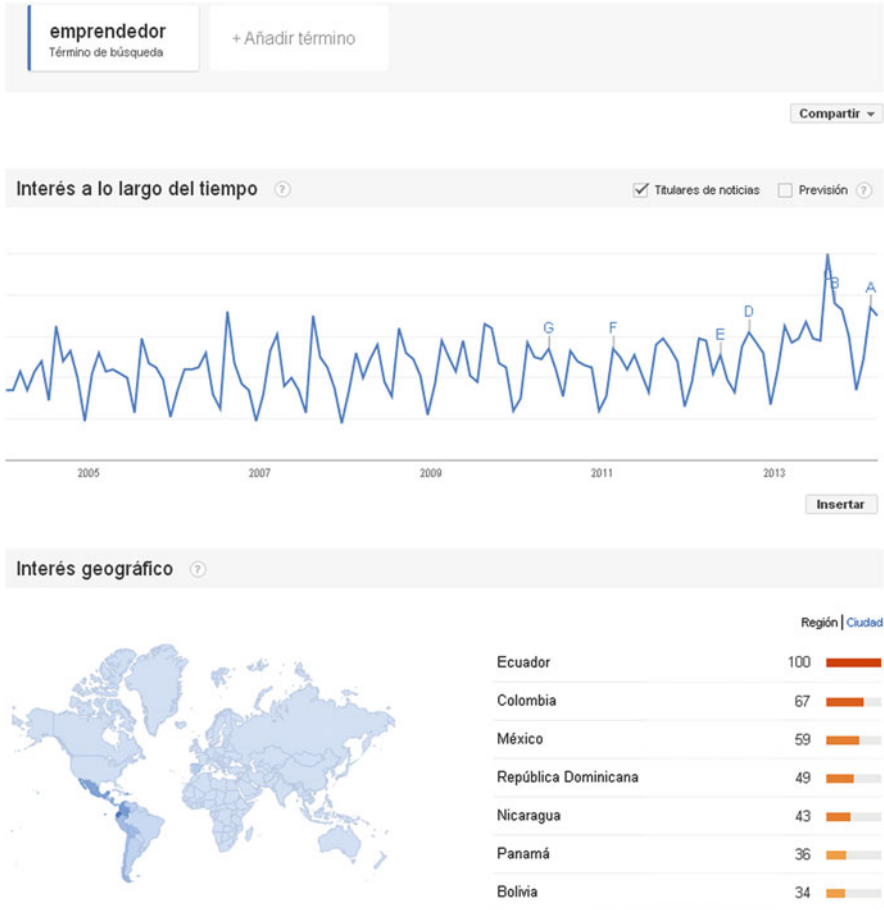 emprendedor
Término de búsqueda
+ Añadir término
Compartir
Interés a lo largo del tiempo ?
Titulares de noticias Previsión ?
B
A
G
F
E
D
2005 2007 2009 2011 2013
Insertar
Interés geográfico ?
Región | Ciudad
Ecuador 100
Colombia 67
México 59
República Dominicana 49
Nicaragua 43
Panamá 36
Bolivia 34